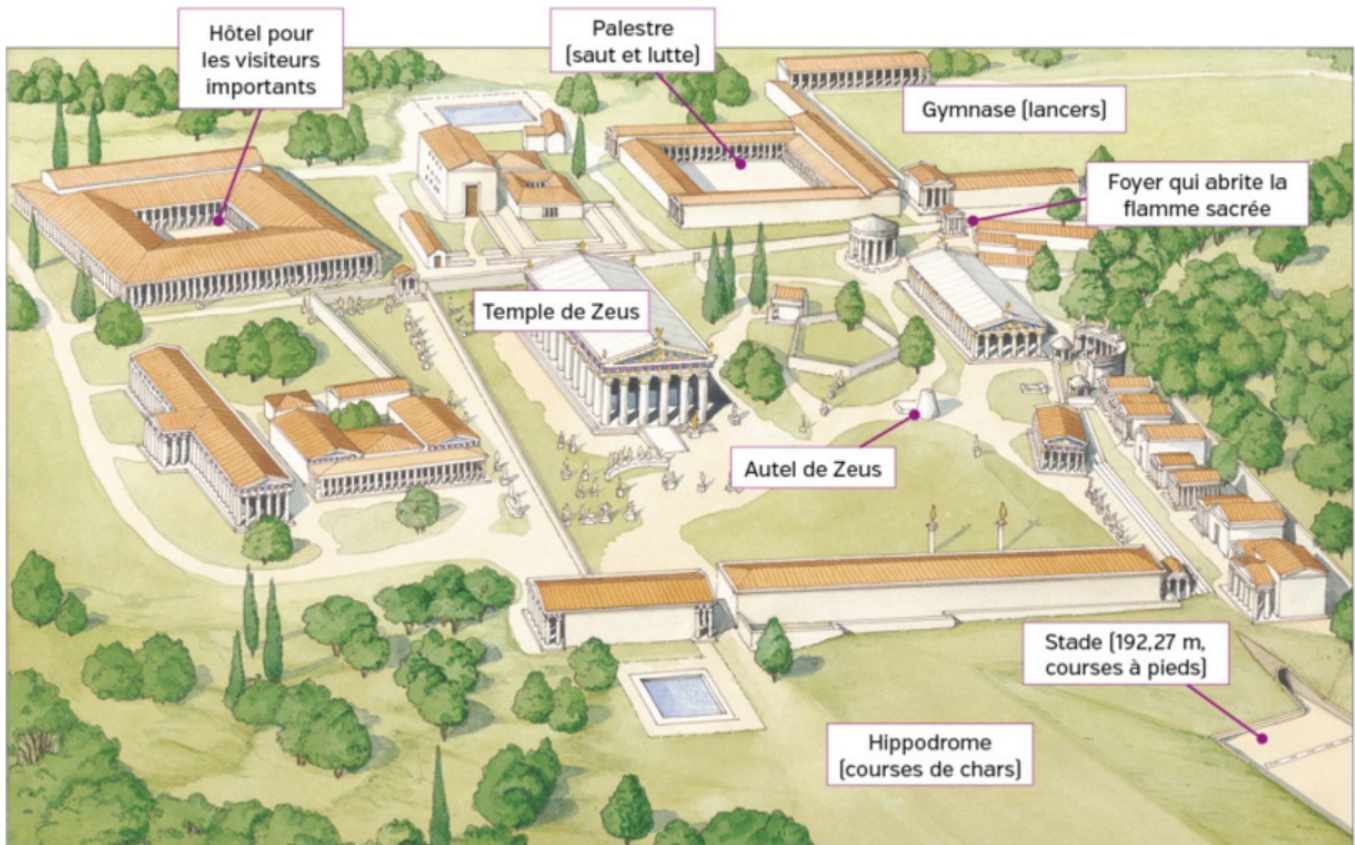 Hôtel pour
les visiteurs
importants
Palestre
(saut et lutte)
Gymnase (lancers)
Foyer qui abrite la
flamme sacrée
Temple de Zeus
Autel de Zeus
Stade (192,27 m,
courses à pieds)
Hippodrome
(courses de chars)